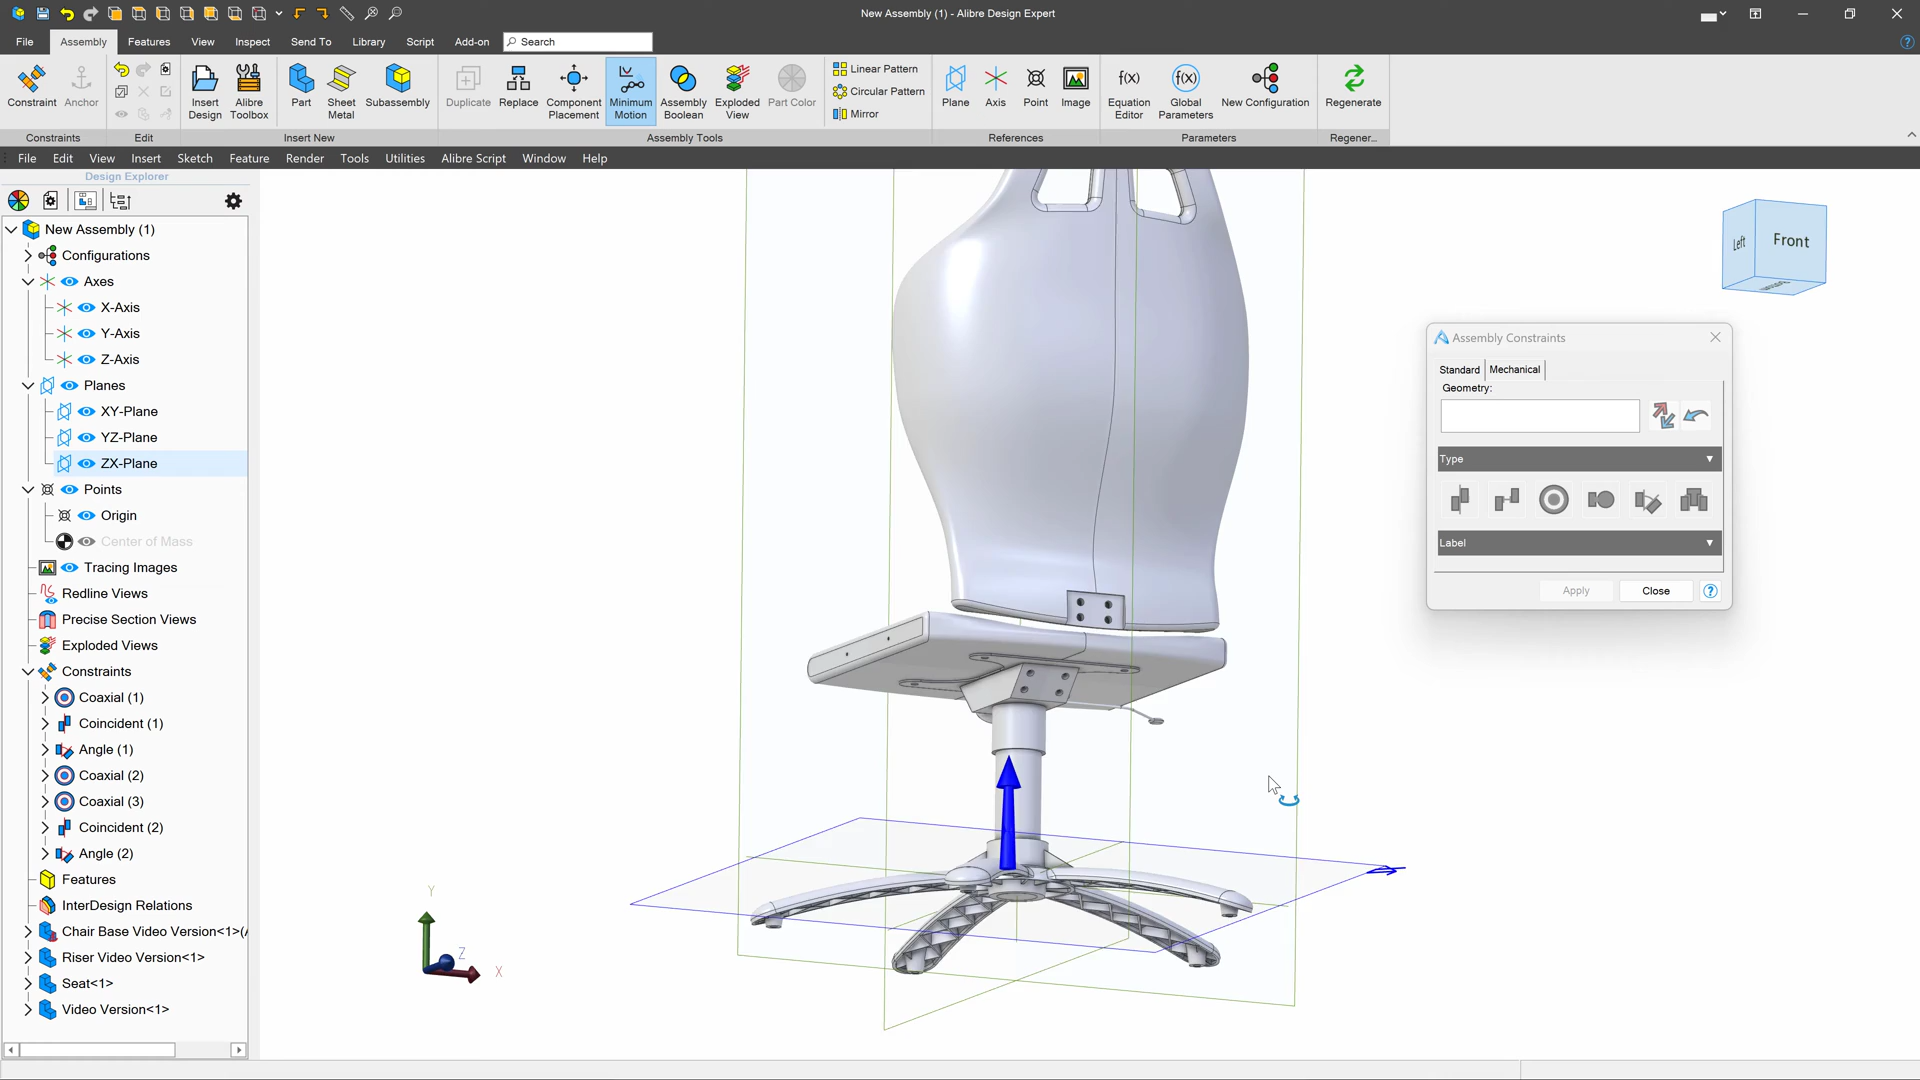 New Assembly (1) - Alibre Design Expert
File Assembly Features View Inspect Send To Library Script Add-on Search
Constraint Anchor
Insert Design Alibre Toolbox
Part Sheet Metal Subassembly
Duplicate Replace Component Placement Minimum Motion Assembly Boolean Exploded View Part Color
Linear Pattern
Circular Pattern
Mirror
Plane Axis Point Image
f(x) Equation Editor (x) Global Parameters New Configuration
Regenerate
Constraints Edit Insert New Assembly Tools References Parameters Regener...
File Edit View Insert Sketch Feature Render Tools Utilities Alibre Script Window Help
Design Explorer
New Assembly (1)
Configurations
Axes
X-Axis
Y-Axis
Z-Axis
Planes
XY-Plane
YZ-Plane
ZX-Plane
Points
Origin
Center of Mass
Tracing Images
Redline Views
Precise Section Views
Exploded Views
Constraints
Coaxial (1)
Coincident (1)
Angle (1)
Coaxial (2)
Coaxial (3)
Coincident (2)
Angle (2)
Features
InterDesign Relations
Chair Base Video Version<1>(
Riser Video Version<1>
Seat<1>
Video Version<1>
Y
Z
X
Left Front
Bottom
Assembly Constraints
Standard Mechanical
Geometry:
Type
Label
Apply Close ?